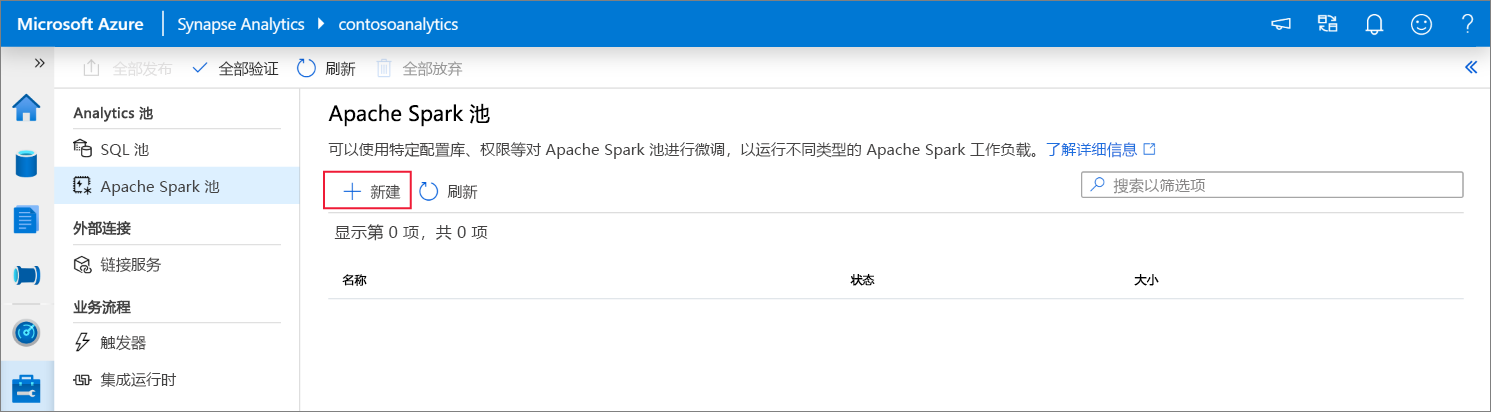 Microsoft Azure Synapse Analytics contosoanalytics ?
全部发布 全部验证 刷新 全部放弃
Analytics 池
SQL 池
Apache Spark 池
外部连接
链接服务
业务流程
触发器
集成运行时
Apache Spark 池
可以使用特定配置库、权限等对 Apache Spark 池进行微调，以运行不同类型的 Apache Spark 工作负载。了解详细信息
新建 刷新 搜索以筛选项
显示第 0 项，共 0 项
名称 状态 大小